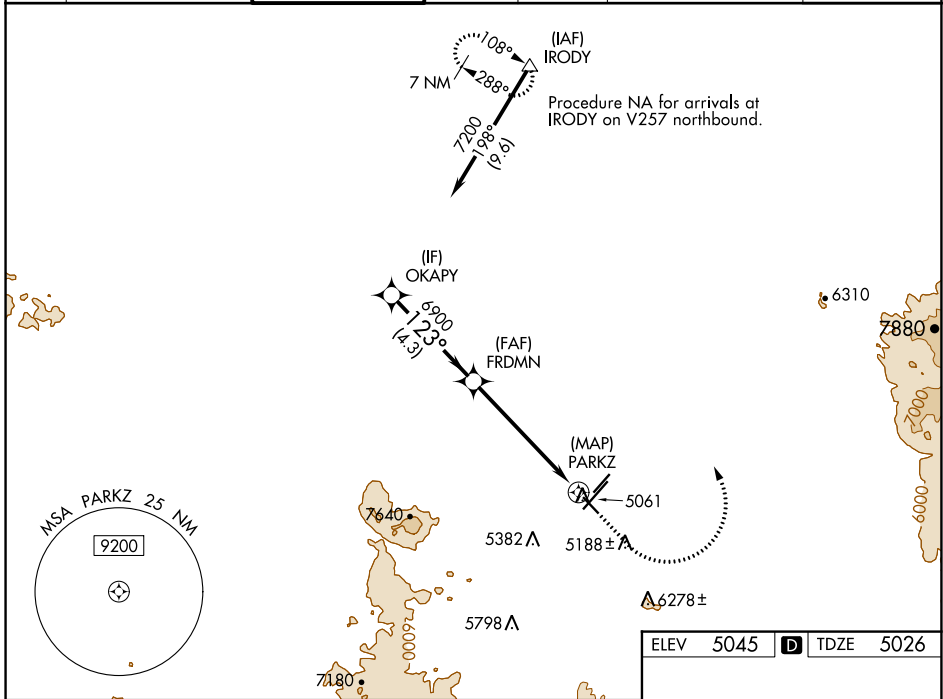 (IAF)
IRODY
108°
288°
7 NM
Procedure NA for arrivals at
IRODY on V257 northbound.
7200
198°
(9.6)
(IF)
OKAPY
6900
123°
(4.3)
(FAF)
FRDMN
6310
7880
7000
6000
(MAP)
PARKZ
5061
MSA PARKZ 25 NM
9200
7640
5382
5188±
6278±
5798
6000
7180
ELEV 5045 D TDZE 5026